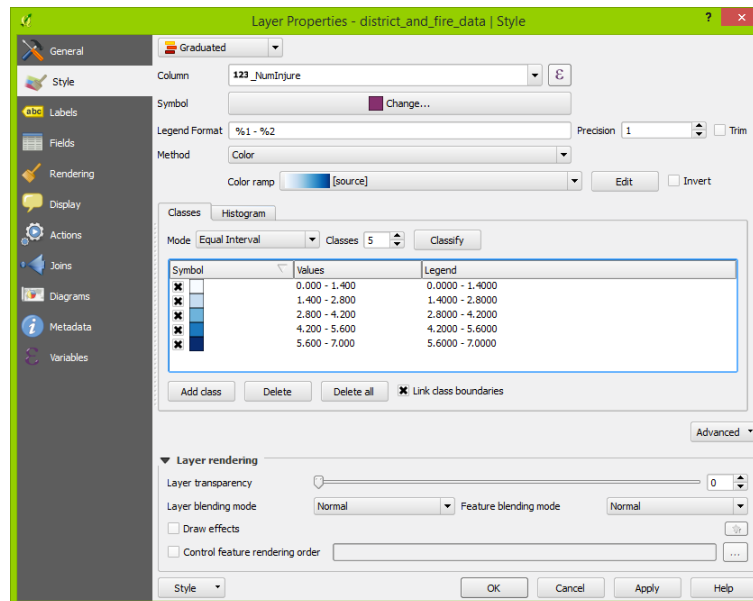 Layer Properties - district_and_fire_data | Style
?
×
General
Style
abc Labels
Fields
Rendering
Display
Actions
Joins
Diagrams
Metadata
Variables
Graduated
Column 123 _NumInjure ε
Symbol Change...
Legend Format %1 - %2 Precision 1 Trim
Method Color
Color ramp [source] Edit Invert
Classes Histogram
Mode Equal Interval Classes 5 Classify
Symbol Values Legend
0.000 - 1.400 0.0000 - 1.4000
1.400 - 2.800 1.4000 - 2.8000
2.800 - 4.200 2.8000 - 4.2000
4.200 - 5.600 4.2000 - 5.6000
5.600 - 7.000 5.6000 - 7.0000
Add class Delete Delete all Link class boundaries
Advanced
Layer rendering
Layer transparency 0
Layer blending mode Normal Feature blending mode Normal
Draw effects
Control feature rendering order ...
Style OK Cancel Apply Help